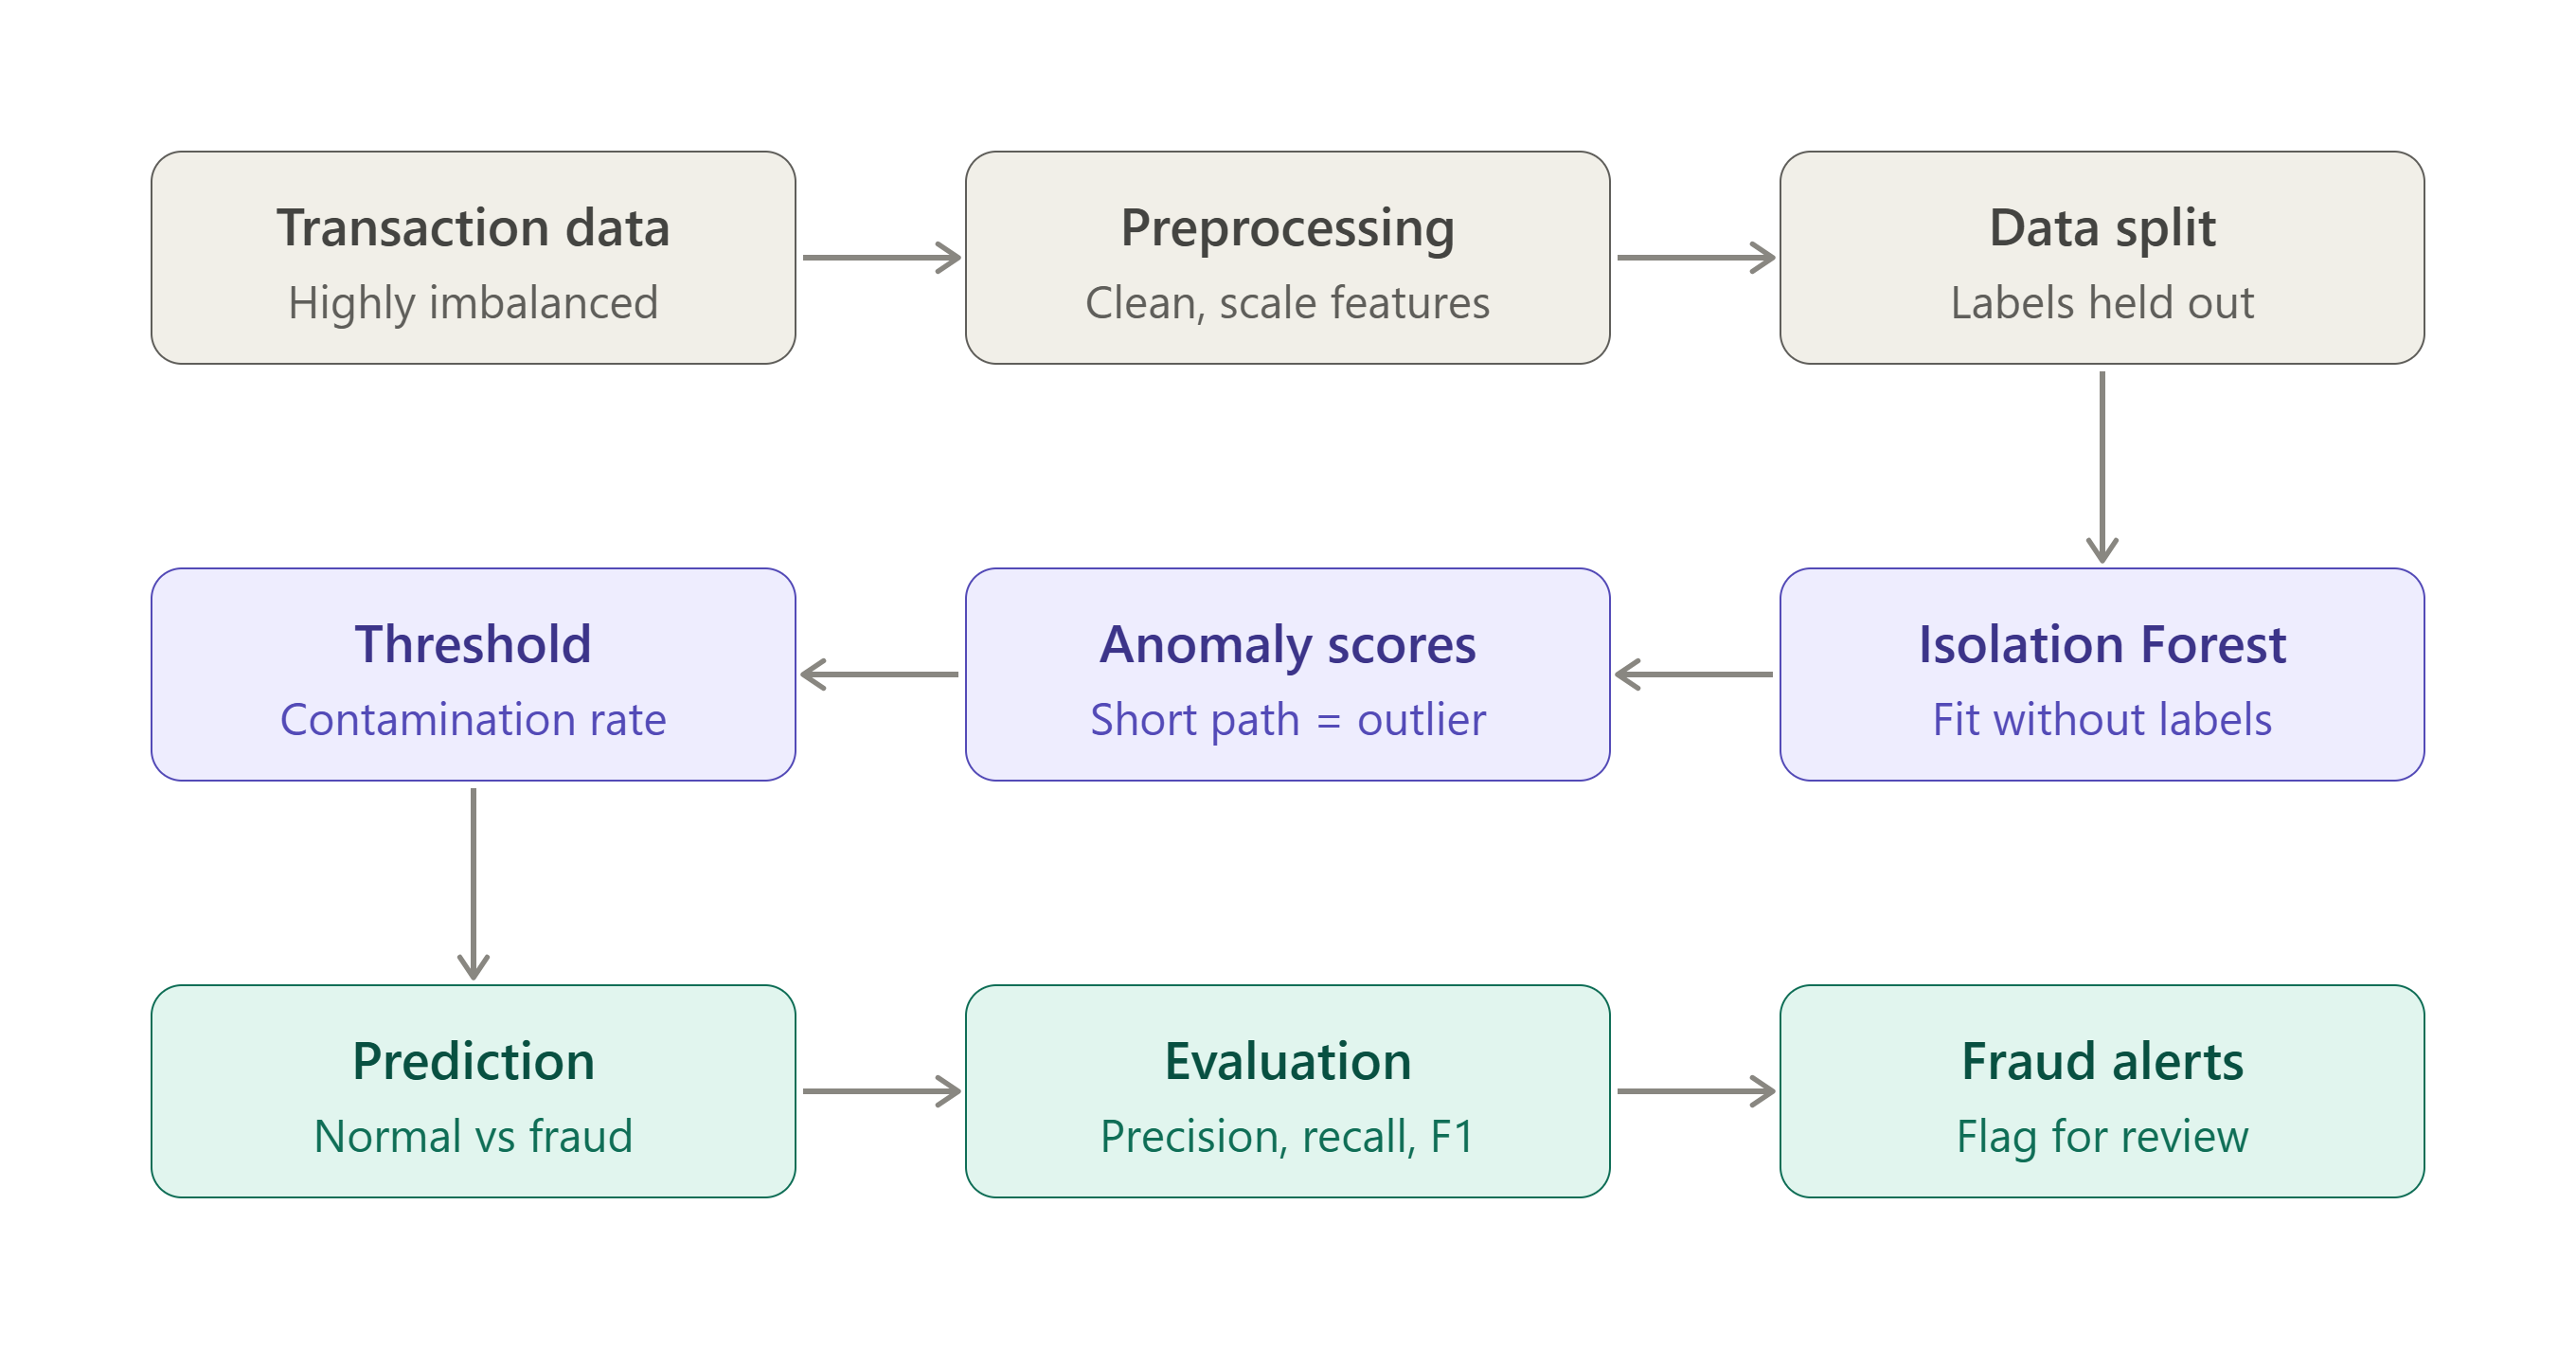 Transaction data
Highly imbalanced
Preprocessing
Clean, scale features
Data split
Labels held out
Isolation Forest
Fit without labels
Anomaly scores
Short path = outlier
Threshold
Contamination rate
Prediction
Normal vs fraud
Evaluation
Precision, recall, F1
Fraud alerts
Flag for review